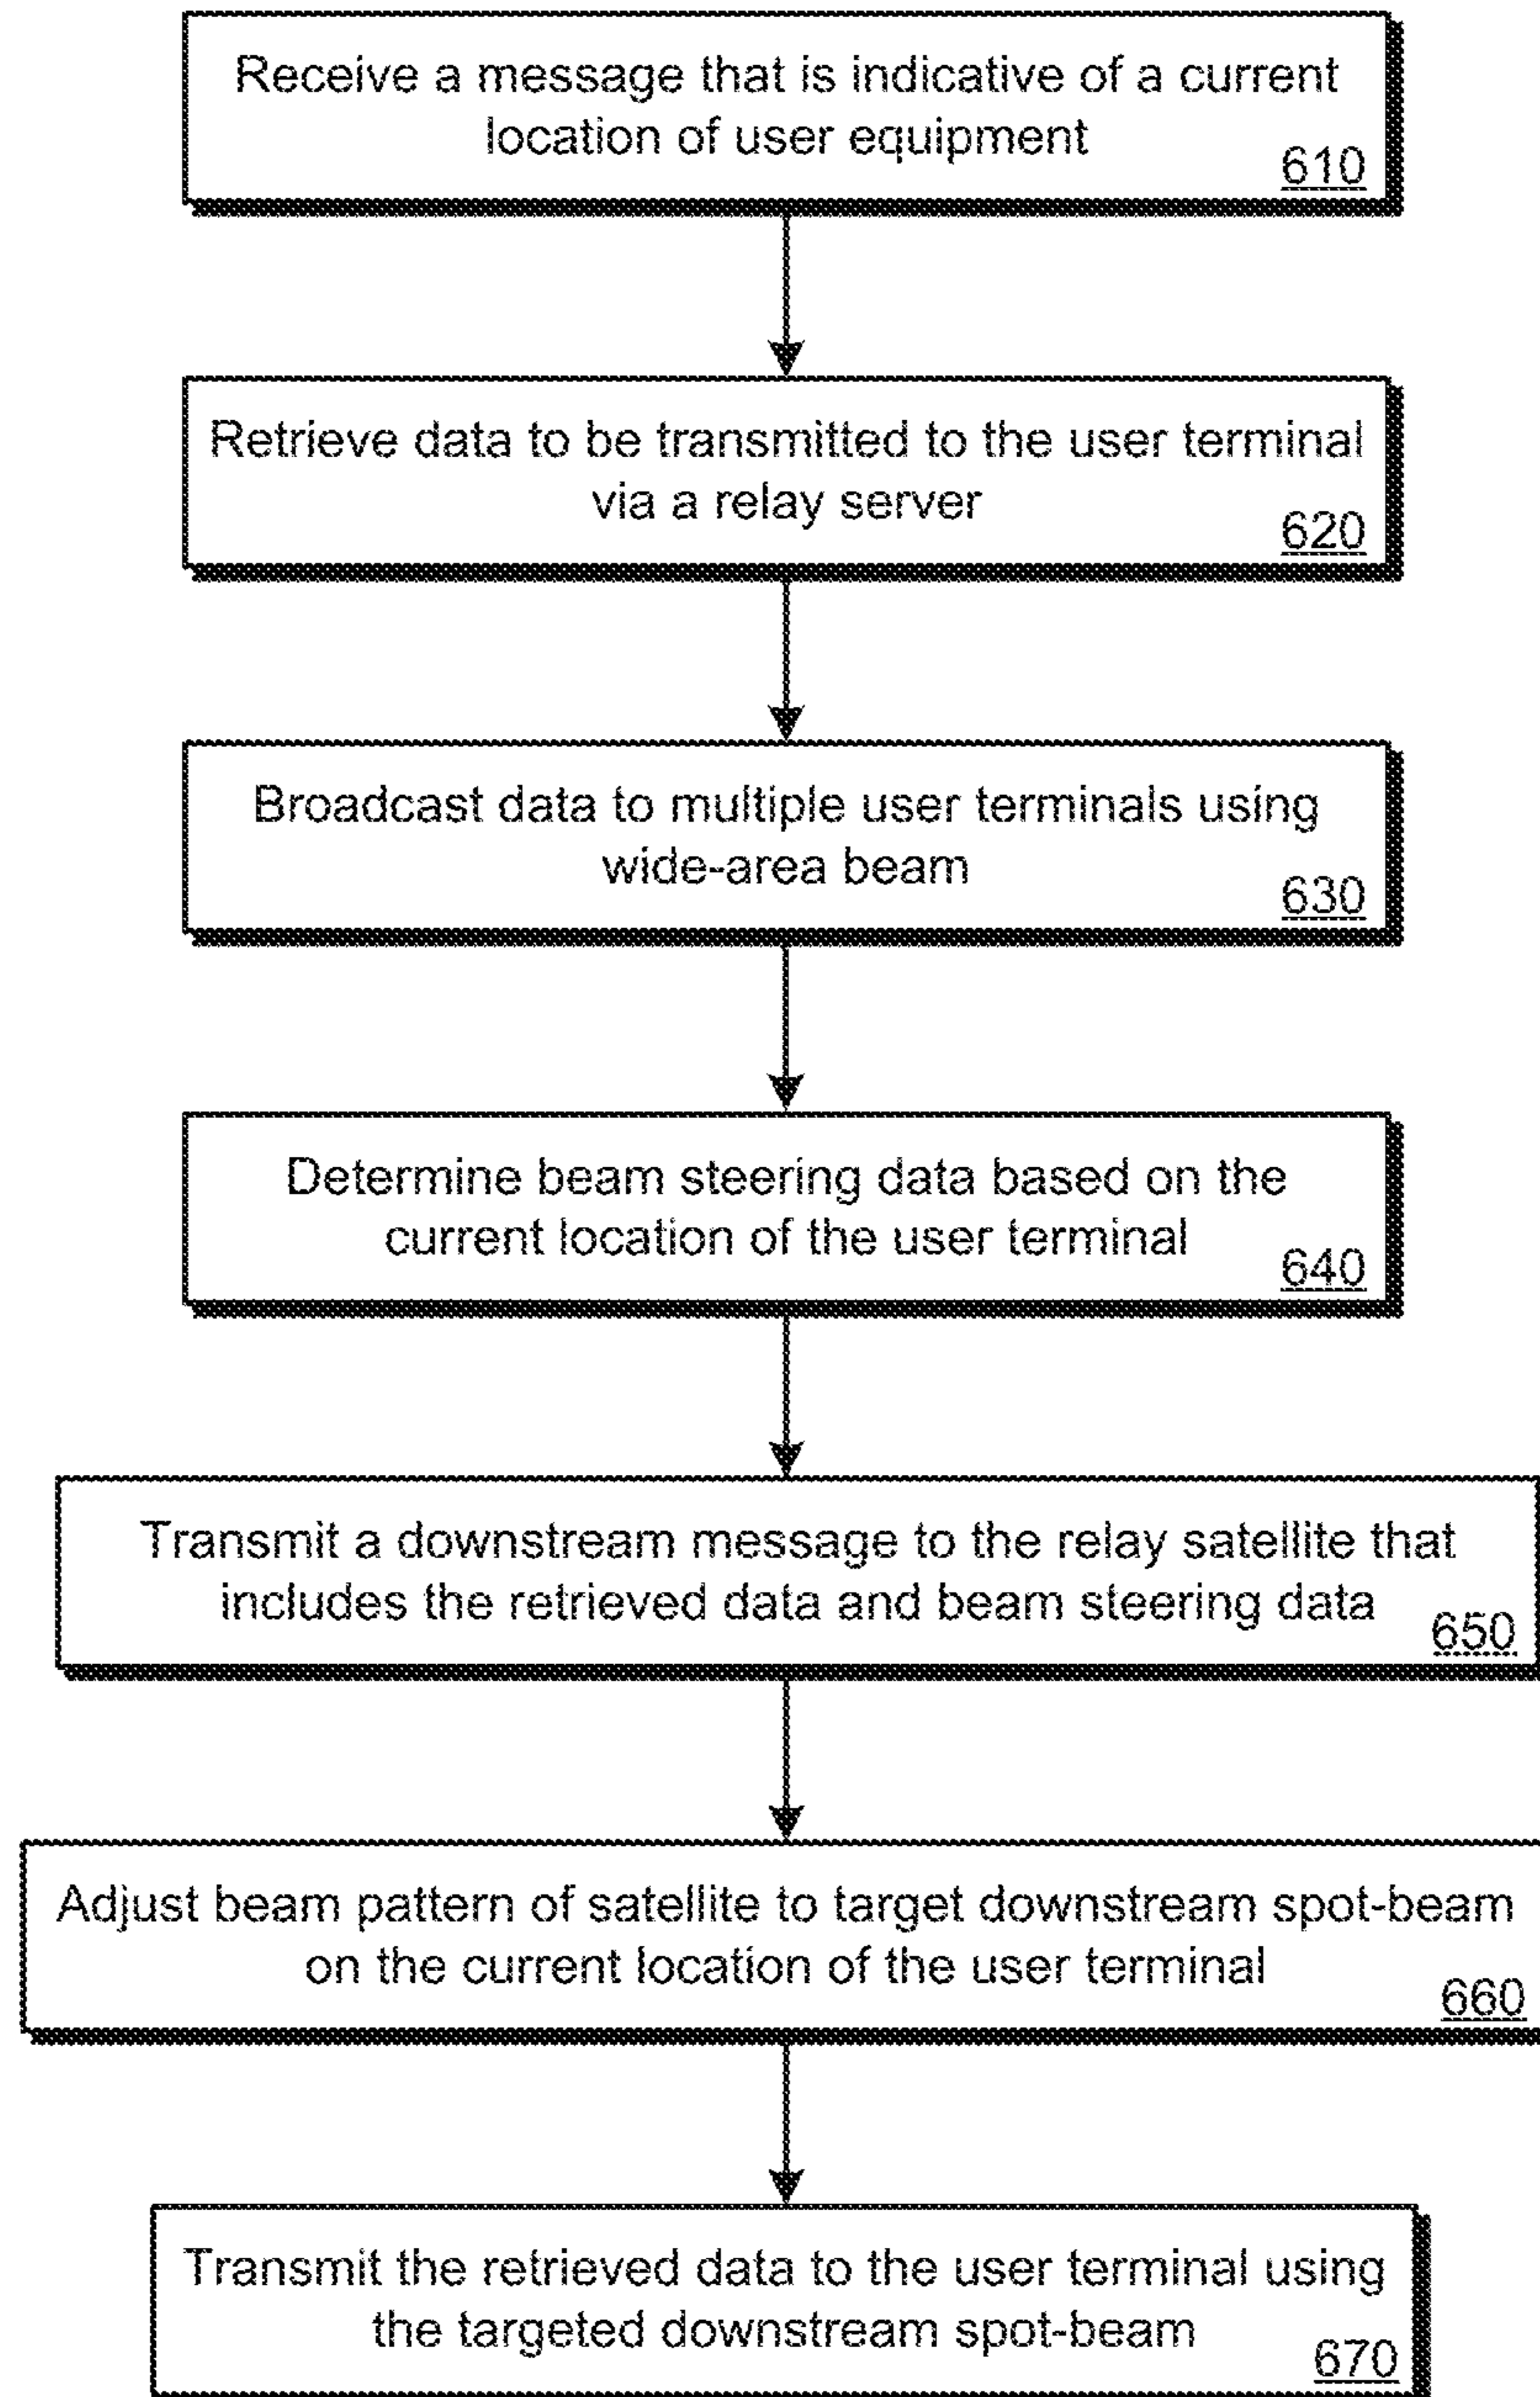 Receive a message that is indicative of a current
location of user equipment
610
Retrieve data to be transmitted to the user terminal
via a relay server
620
Broadcast data to multiple user terminals using
wide-area beam
630
Determine beam steering data based on the
current location of the user terminal
640
Transmit a downstream message to the relay satellite that
includes the retrieved data and beam steering data
650
Adjust beam pattern of satellite to target downstream spot-beam
on the current location of the user terminal
660
Transmit the retrieved data to the user terminal using
the targeted downstream spot-beam
670